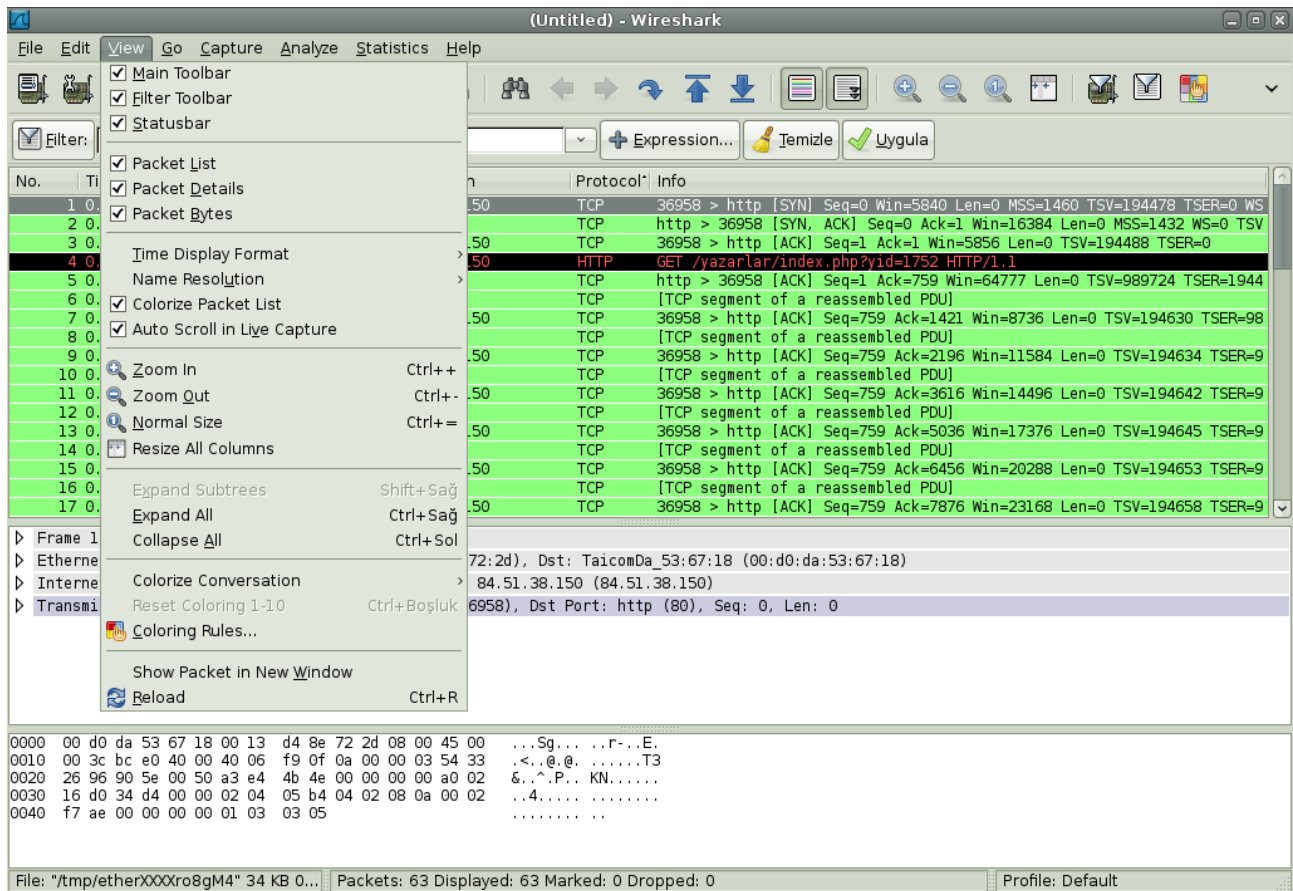 (Untitled) - Wireshark
File Edit View Go Capture Analyze Statistics Help
Main Toolbar
Filter Toolbar
Statusbar
Packet List
Packet Details
Packet Bytes
Time Display Format
Name Resolution
Colorize Packet List
Auto Scroll in Live Capture
Zoom In Ctrl++
Zoom Out Ctrl+-
Normal Size Ctrl+=
Resize All Columns
Expand Subtrees Shift+Sağ
Expand All Ctrl+Sağ
Collapse All Ctrl+Sol
Colorize Conversation
Reset Coloring 1-10 Ctrl+Boşluk
Coloring Rules...
Show Packet in New Window
Reload Ctrl+R
Filter: Expression... Temizle Uygula
No. Ti n Protocol Info
1 0. .50 TCP 36958 > http [SYN] Seq=0 Win=5840 Len=0 MSS=1460 TSV=194478 TSER=0 WS
2 0. TCP http > 36958 [SYN, ACK] Seq=0 Ack=1 Win=16384 Len=0 MSS=1432 WS=0 TSV
3 0. .50 TCP 36958 > http [ACK] Seq=1 Ack=1 Win=5856 Len=0 TSV=194488 TSER=0
4 0. .50 HTTP GET /yazarlar/index.php?yid=1752 HTTP/1.1
5 0. TCP http > 36958 [ACK] Seq=1 Ack=759 Win=64777 Len=0 TSV=989724 TSER=1944
6 0. TCP [TCP segment of a reassembled PDU]
7 0. .50 TCP 36958 > http [ACK] Seq=759 Ack=1421 Win=8736 Len=0 TSV=194630 TSER=98
8 0. TCP [TCP segment of a reassembled PDU]
9 0. .50 TCP 36958 > http [ACK] Seq=759 Ack=2196 Win=11584 Len=0 TSV=194634 TSER=9
10 0. TCP [TCP segment of a reassembled PDU]
11 0. .50 TCP 36958 > http [ACK] Seq=759 Ack=3616 Win=14496 Len=0 TSV=194642 TSER=9
12 0. TCP [TCP segment of a reassembled PDU]
13 0. .50 TCP 36958 > http [ACK] Seq=759 Ack=5036 Win=17376 Len=0 TSV=194645 TSER=9
14 0. TCP [TCP segment of a reassembled PDU]
15 0. .50 TCP 36958 > http [ACK] Seq=759 Ack=6456 Win=20288 Len=0 TSV=194653 TSER=9
16 0. TCP [TCP segment of a reassembled PDU]
17 0. .50 TCP 36958 > http [ACK] Seq=759 Ack=7876 Win=23168 Len=0 TSV=194658 TSER=9
Frame 1
Etherne 72:2d), Dst: TaicomDa_53:67:18 (00:d0:da:53:67:18)
Interne 84.51.38.150 (84.51.38.150)
Transmi 6958), Dst Port: http (80), Seq: 0, Len: 0
0000 00 d0 da 53 67 18 00 13 d4 8e 72 2d 08 00 45 00 ...Sg... ..r-..E.
0010 00 3c bc e0 40 00 40 06 f9 0f 0a 00 00 03 54 33 .<..@.@. ......T3
0020 26 96 90 5e 00 50 a3 e4 4b 4e 00 00 00 00 a0 02 &..^.P.. KN......
0030 16 d0 34 d4 00 00 02 04 05 b4 04 02 08 0a 00 02 ..4..... ........
0040 f7 ae 00 00 00 00 01 03 03 05 ........ ..
File: "/tmp/etherXXXXro8gM4" 34 KB 0... Packets: 63 Displayed: 63 Marked: 0 Dropped: 0 Profile: Default